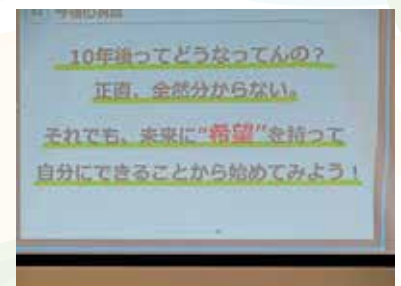 10年後ってどうなってんの?
正直、全然分からない。
それでも、未来に“希望”を持って
自分にできることから始めてみよう!